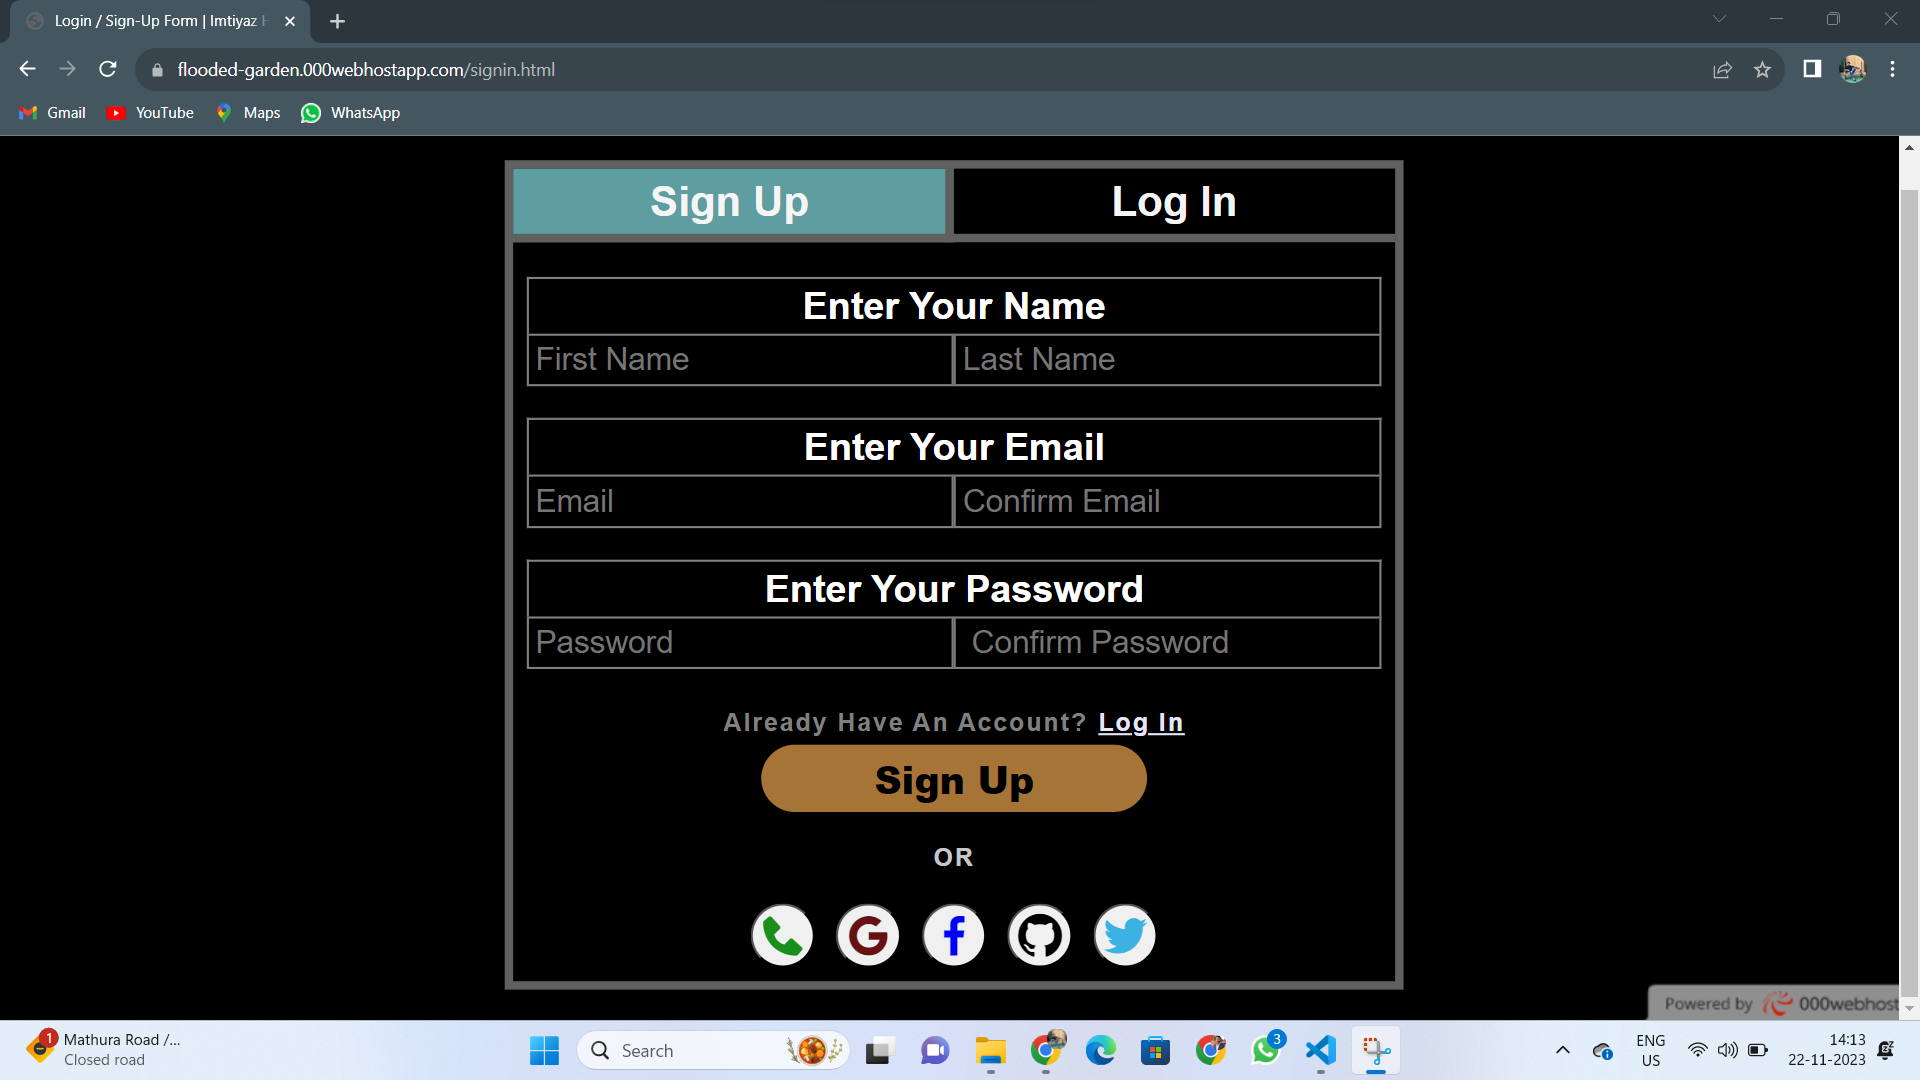 Login / Sign-Up Form | Imtiyaz
flooded-garden.000webhostapp.com/signin.html
Gmail YouTube Maps WhatsApp
Sign Up Log In
Enter Your Name
First Name Last Name
Enter Your Email
Email Confirm Email
Enter Your Password
Password Confirm Password
Already Have An Account? Log In
Sign Up
OR
Powered by 000webhost
1 Mathura Road /...
Closed road
Search
3
ENG
US
14:13
22-11-2023